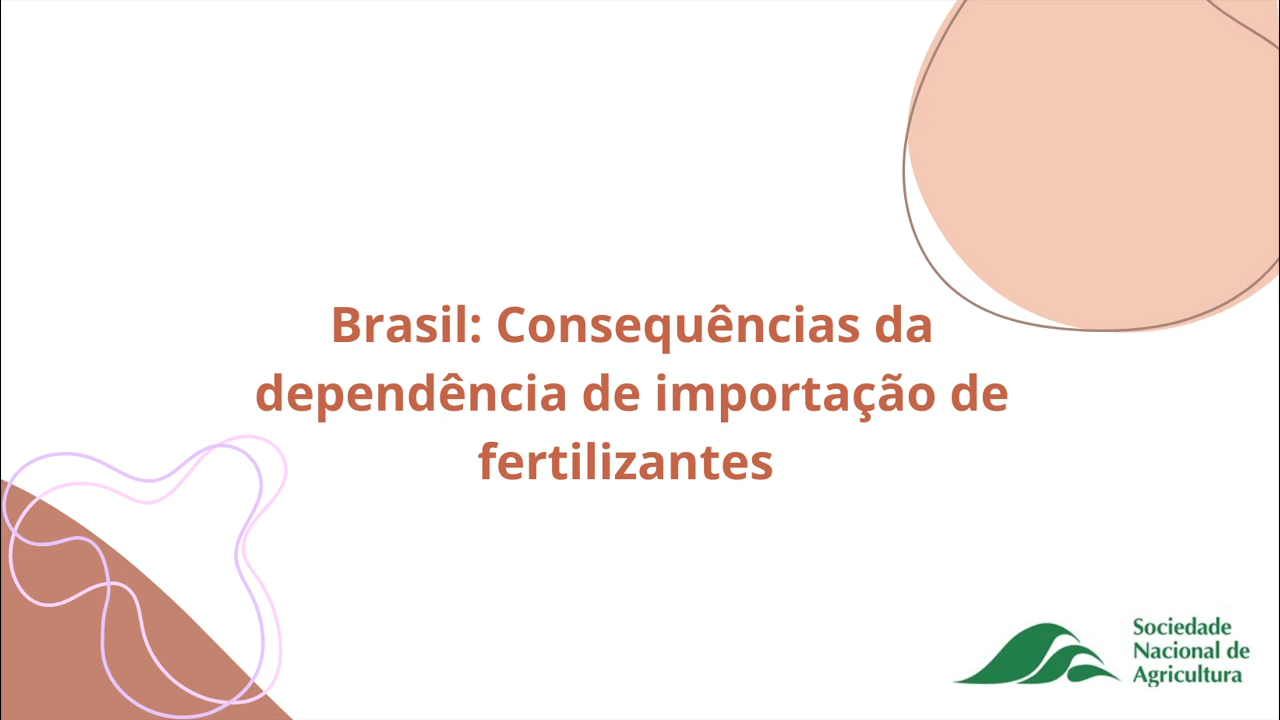 Brasil: Consequências da
dependência de importação de
fertilizantes
Sociedade
Nacional de
Agricultura